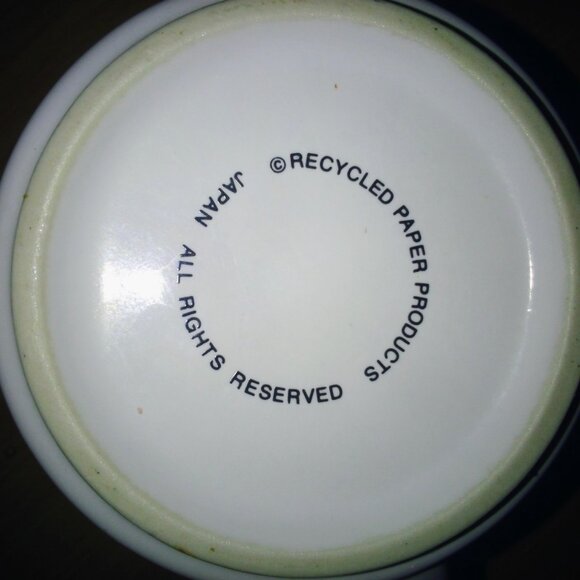 © RECYCLED PAPER PRODUCTS
ALL RIGHTS RESERVED
JAPAN